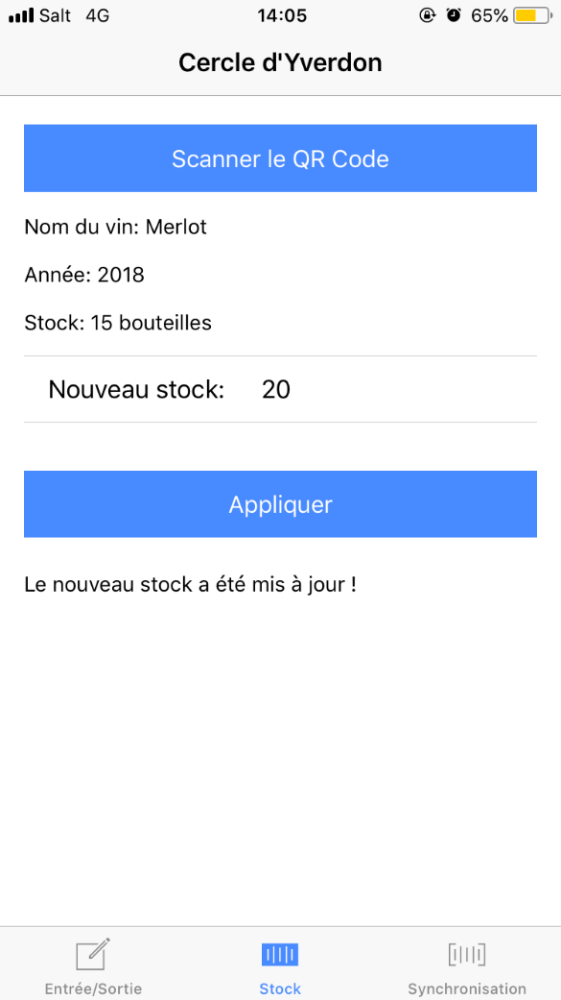 Salt 4G 14:05 65%
Cercle d'Yverdon
Scanner le QR Code
Nom du vin: Merlot
Année: 2018
Stock: 15 bouteilles
Nouveau stock: 20
Appliquer
Le nouveau stock a été mis à jour !
Entrée/Sortie Stock Synchronisation